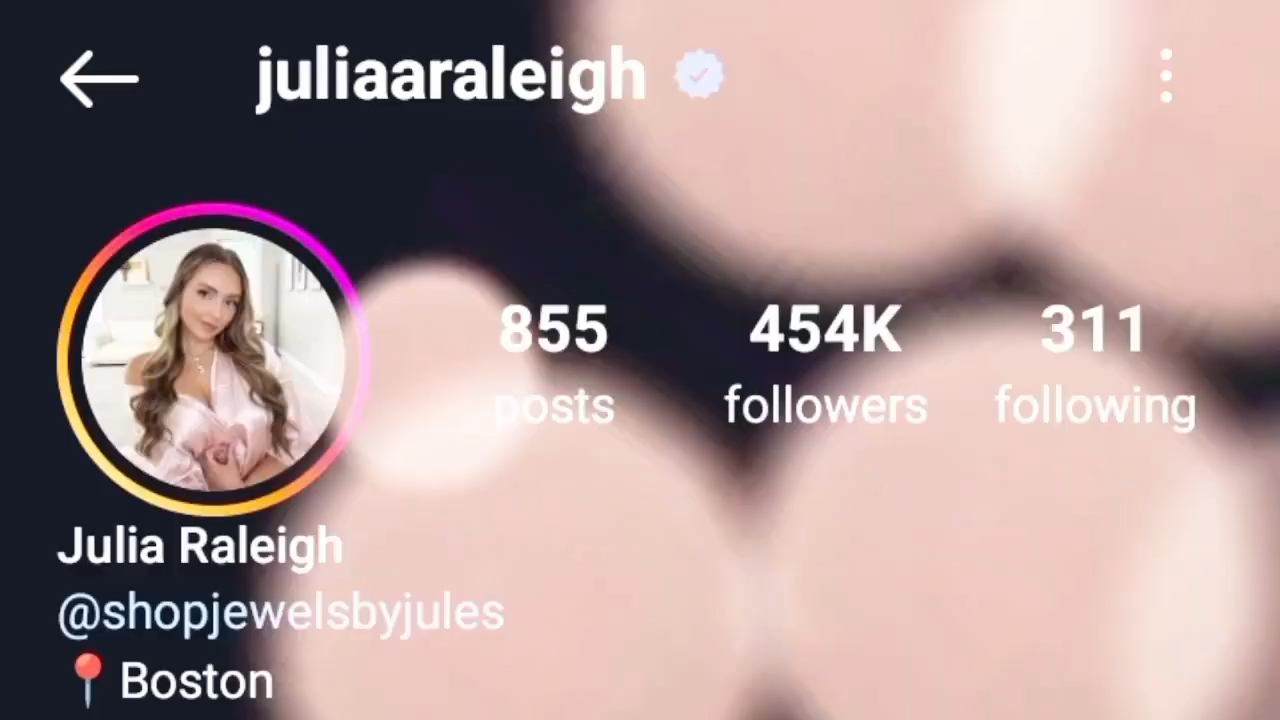 juliaaraleigh
855 454K 311
posts followers following
Julia Raleigh
@shopjewelsbyjules
📍Boston